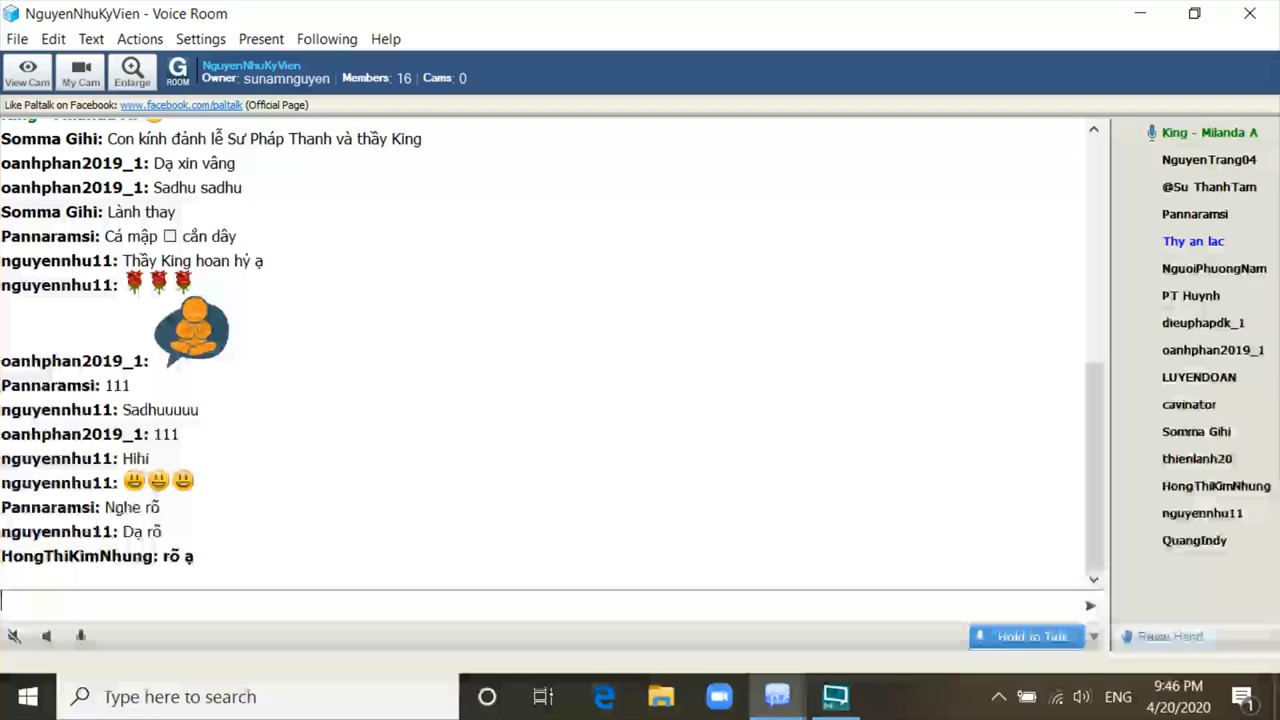 NguyenNhuKyVien - Voice Room
File Edit Text Actions Settings Present Following Help
View Cam My Cam Enlarge G ROOM NguyenNhuKyVien
Owner: sunamnguyen Members: 16 Cams: 0
Like Paltalk on Facebook: www.facebook.com/paltalk (Official Page)
Somma Gihi: Con kính đảnh lễ Sư Pháp Thanh và thầy King
oanhphan2019_1: Dạ xin vâng
oanhphan2019_1: Sadhu sadhu
Somma Gihi: Lành thay
Pannaramsi: Cá mập □ cắn dây
nguyennhu11: Thầy King hoan hỷ ạ
nguyennhu11:
oanhphan2019_1:
Pannaramsi: 111
nguyennhu11: Sadhuuuuu
oanhphan2019_1: 111
nguyennhu11: Hihi
nguyennhu11:
Pannaramsi: Nghe rõ
nguyennhu11: Dạ rõ
HongThiKimNhung: rõ ạ
Hold to Talk
King - Milanda A
NguyenTrang04
@Su ThanhTam
Pannaramsi
Thy an lac
NguoiPhuongNam
PT Huynh
dieuphapdk_1
oanhphan2019_1
LUYENDOAN
cavinator
Somma Gihi
thienlanh20
HongThiKimNhung
nguyennhu11
QuangIndy
Raise Hand
Type here to search
ENG
9:46 PM
4/20/2020
1